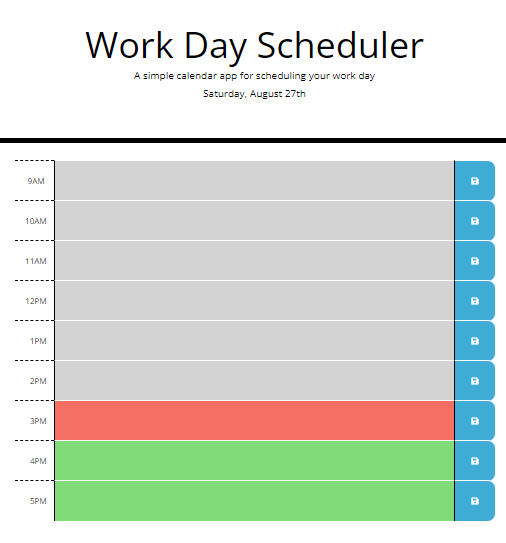 Work Day Scheduler
A simple calendar app for scheduling your work day
Saturday, August 27th
9AM
10AM
11AM
12PM
1PM
2PM
3PM
4PM
5PM